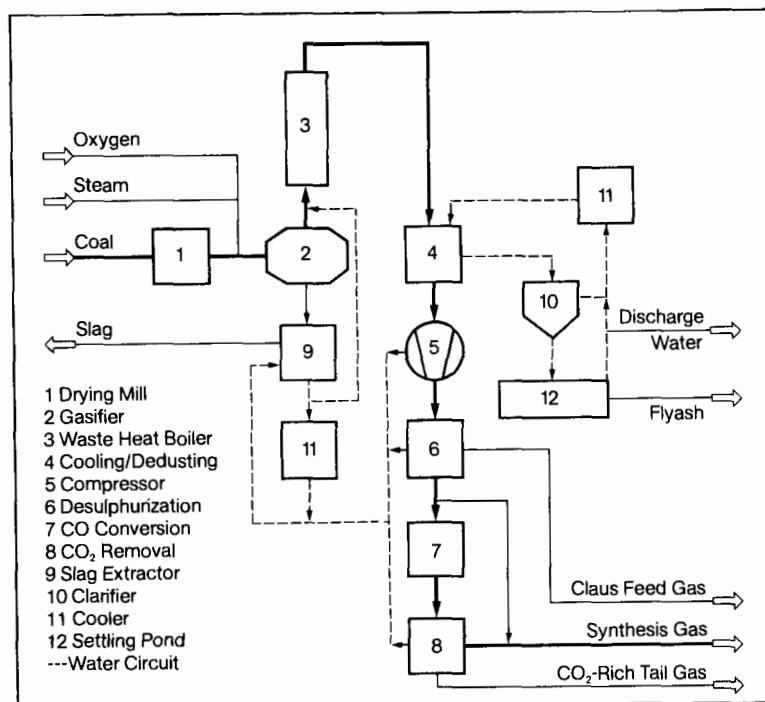 3
Oxygen
Steam
11
Coal
1
2
4
10
Discharge
Water
Slag
9
5
12
Flyash
1 Drying Mill
2 Gasifier
3 Waste Heat Boiler
4 Cooling/Dedusting
5 Compressor
6 Desulphurization
7 CO Conversion
8 CO₂ Removal
9 Slag Extractor
10 Clarifier
11 Cooler
12 Settling Pond
---Water Circuit
11
6
7
Claus Feed Gas
Synthesis Gas
8
CO₂-Rich Tail Gas